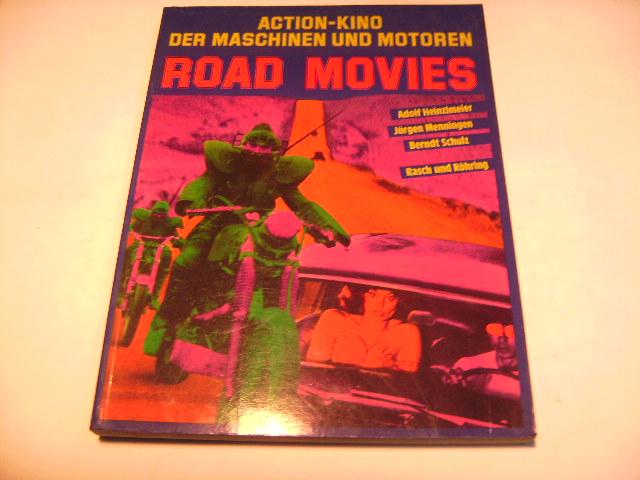 ACTION-KINO
DER MASCHINEN UND MOTOREN
ROAD MOVIES
Adolf Heinzlmeier
Jürgen Menningen
Berndt Schulz
Rasch und Röhring